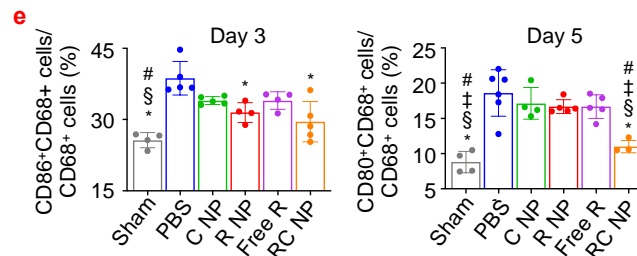 e
Day 3
CD86+CD68+ cells/
CD68+ cells (%)
45
30
15
#
§
*
*
*
Sham
PBS
C NP
R NP
Free R
RC NP
Day 5
CD80+CD68+ cells/
CD68+ cells (%)
25
20
15
10
5
#
‡
§
*
#
‡
§
*
Sham
PBS
C NP
R NP
Free R
RC NP